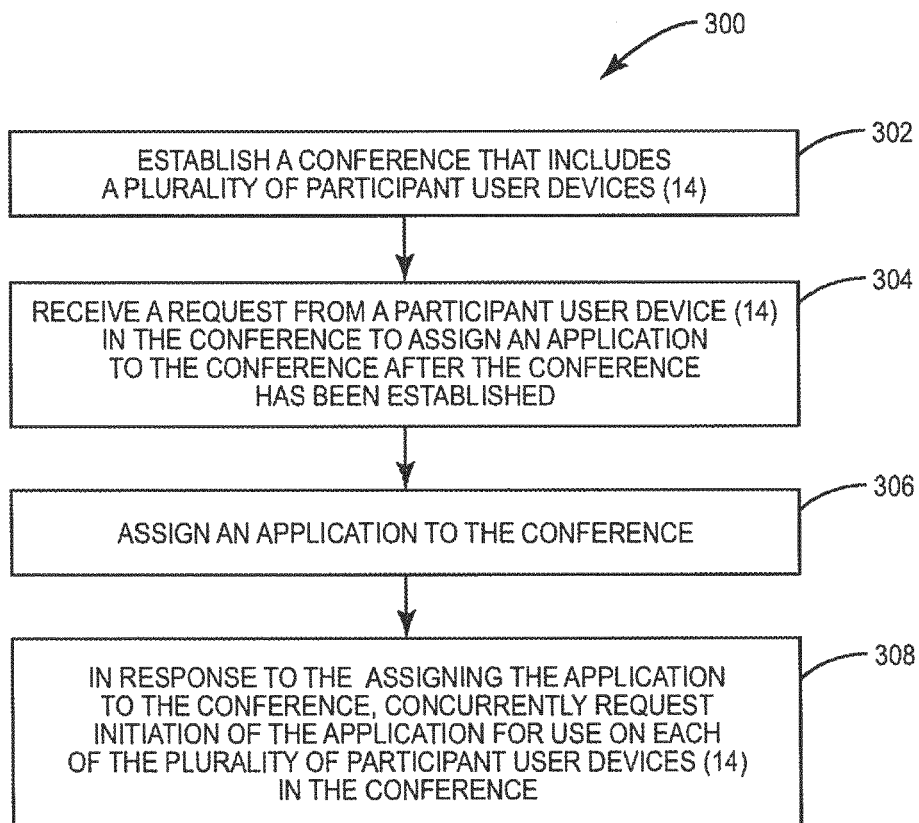 300
302
ESTABLISH A CONFERENCE THAT INCLUDES
A PLURALITY OF PARTICIPANT USER DEVICES (14)
304
RECEIVE A REQUEST FROM A PARTICIPANT USER DEVICE (14)
IN THE CONFERENCE TO ASSIGN AN APPLICATION
TO THE CONFERENCE AFTER THE CONFERENCE
HAS BEEN ESTABLISHED
306
ASSIGN AN APPLICATION TO THE CONFERENCE
308
IN RESPONSE TO THE ASSIGNING THE APPLICATION
TO THE CONFERENCE, CONCURRENTLY REQUEST
INITIATION OF THE APPLICATION FOR USE ON EACH
OF THE PLURALITY OF PARTICIPANT USER DEVICES (14)
IN THE CONFERENCE